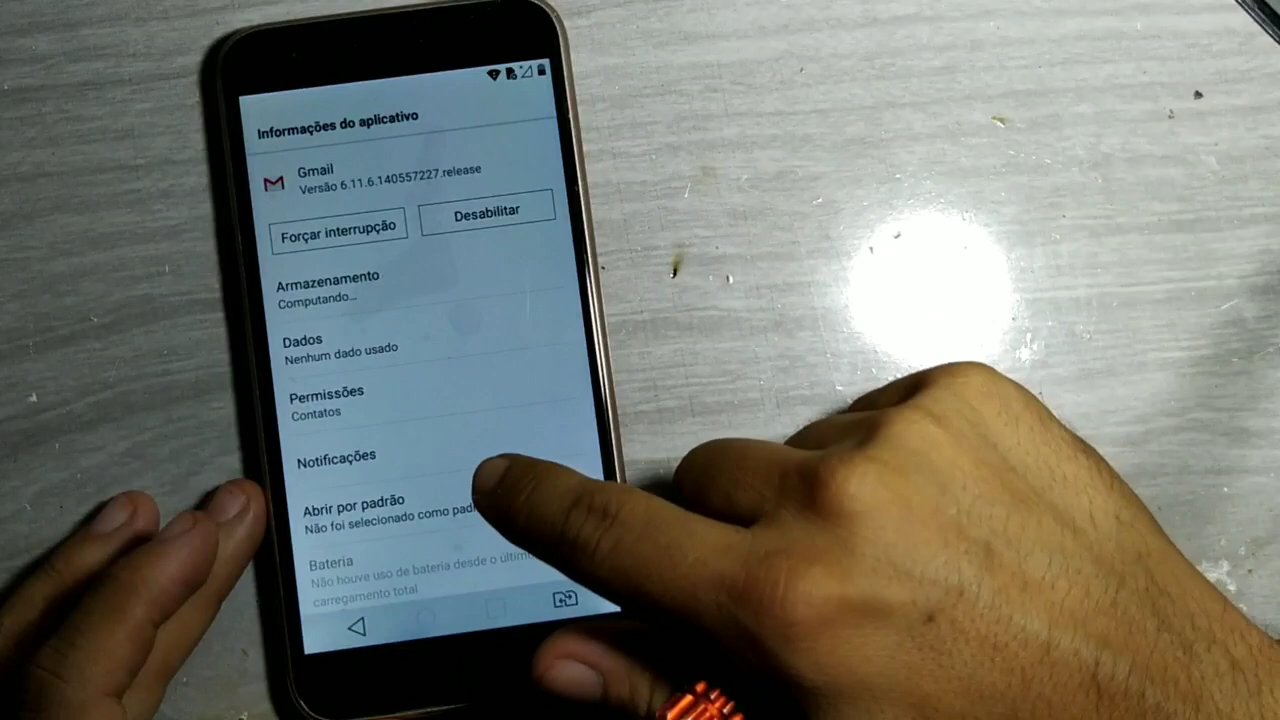 Informações do aplicativo
Gmail
Versão 6.11.6.140557227.release
Forçar interrupção
Desabilitar
Armazenamento
Computando...
Dados
Nenhum dado usado
Permissões
Contatos
Notificações
Abrir por padrão
Não foi selecionado como
Bateria
Não houve uso de bateria desde o
carregamento total